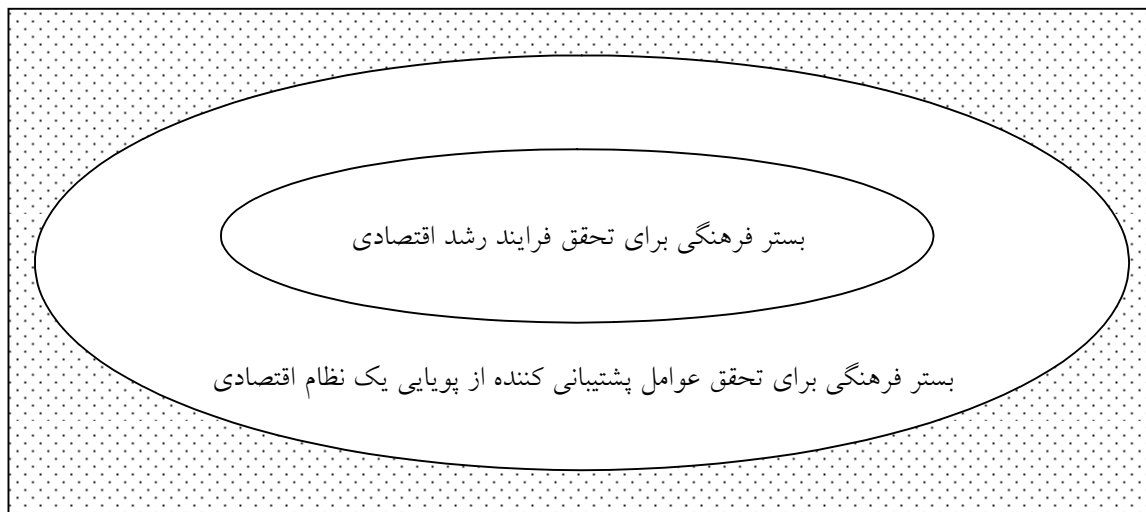 بستر فرهنگی برای تحقق فرایند رشد اقتصادی
بستر فرهنگی برای تحقق عوامل پشتیبانی کننده از پویایی یک نظام اقتصادی